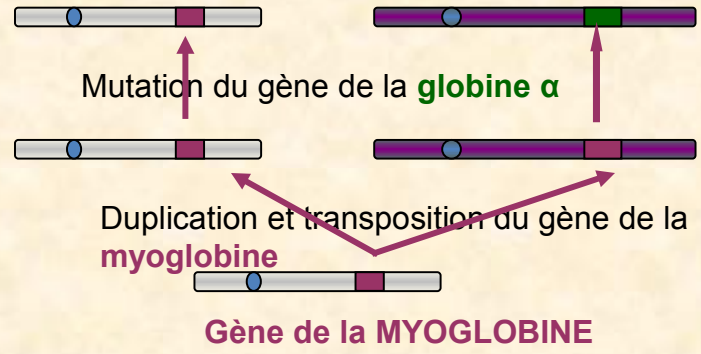 Mutation du gène de la globine α
Duplication et transposition du gène de la
myoglobine
Gène de la MYOGLOBINE